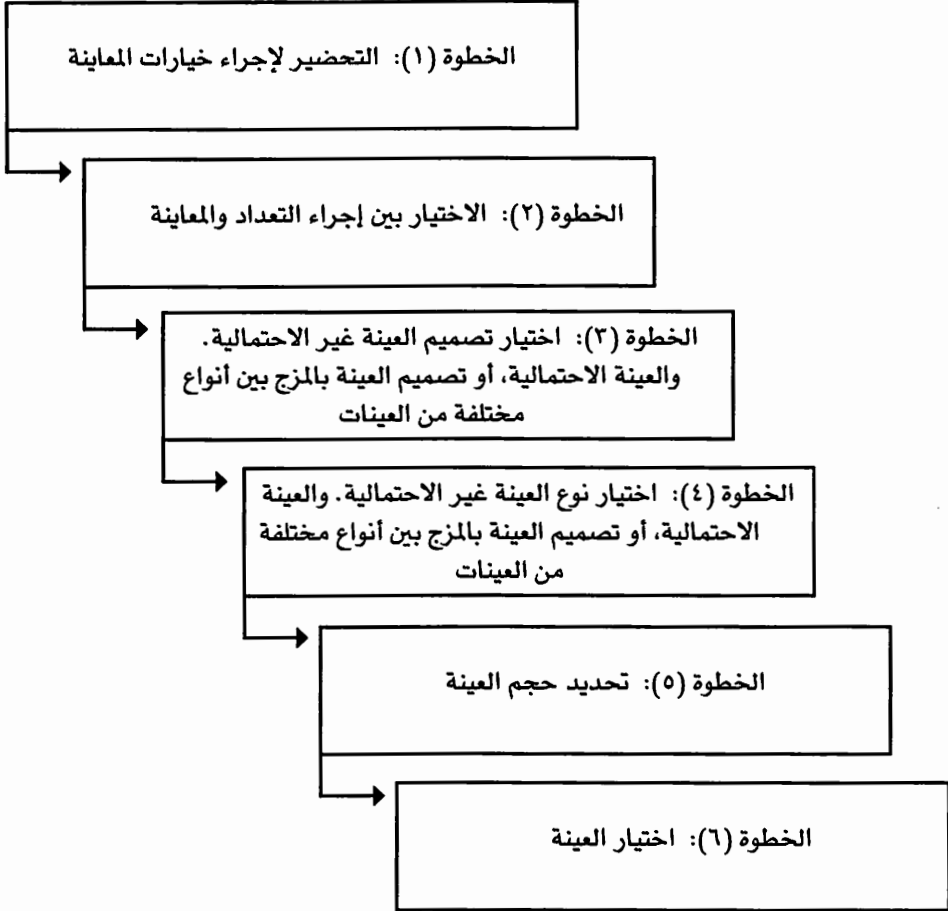 الخطوة (١): التحضير لإجراء خيارات المعاينة
الخطوة (٢): الاختيار بين إجراء التعداد والمعاينة
الخطوة (٣): اختيار تصميم العينة غير الاحتمالية.
والعينة الاحتمالية، أو تصميم العينة بالمزج بين أنواع
مختلفة من العينات
الخطوة (٤): اختيار نوع العينة غير الاحتمالية. والعينة
الاحتمالية، أو تصميم العينة بالمزج بين أنواع مختلفة
من العينات
الخطوة (٥): تحديد حجم العينة
الخطوة (٦): اختيار العينة